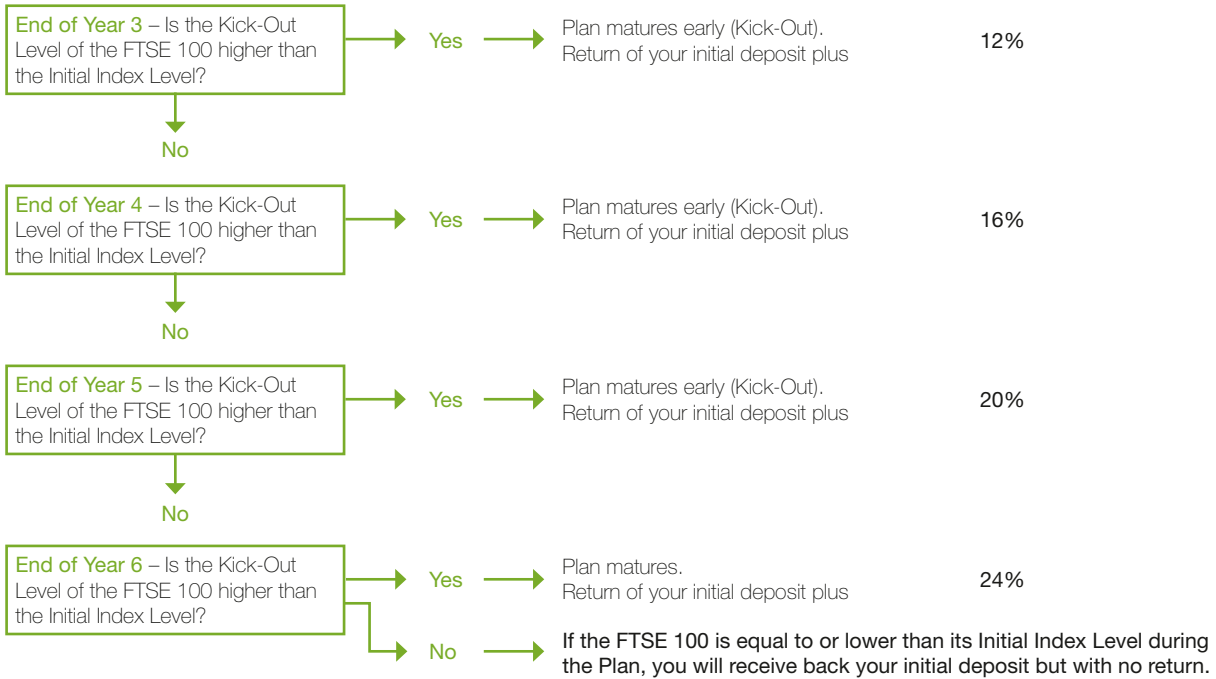 End of Year 3 – Is the Kick-Out
Level of the FTSE 100 higher than
the Initial Index Level?
Yes
Plan matures early (Kick-Out).
Return of your initial deposit plus
12%
No
End of Year 4 – Is the Kick-Out
Level of the FTSE 100 higher than
the Initial Index Level?
Yes
Plan matures early (Kick-Out).
Return of your initial deposit plus
16%
No
End of Year 5 – Is the Kick-Out
Level of the FTSE 100 higher than
the Initial Index Level?
Yes
Plan matures early (Kick-Out).
Return of your initial deposit plus
20%
No
End of Year 6 – Is the Kick-Out
Level of the FTSE 100 higher than
the Initial Index Level?
Yes
Plan matures.
Return of your initial deposit plus
24%
No
If the FTSE 100 is equal to or lower than its Initial Index Level during
the Plan, you will receive back your initial deposit but with no return.